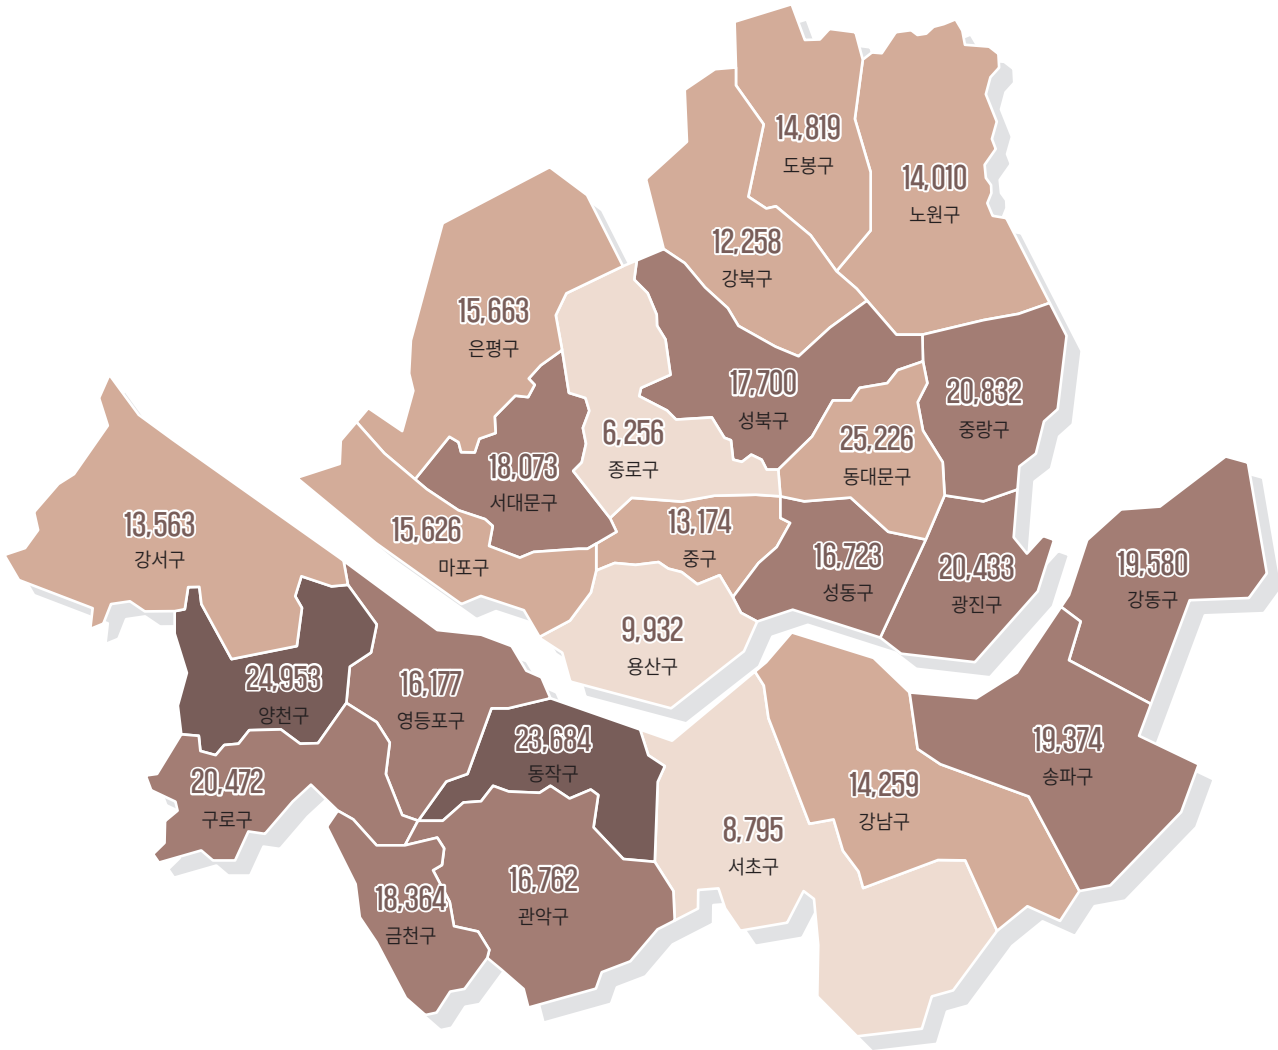 14,819
도봉구
14,010
노원구
12,258
강북구
15,663
은평구
17,700
성북구
20,832
중랑구
6,256
종로구
25,226
동대문구
18,073
서대문구
13,563
강서구
15,626
마포구
13,174
중구
16,723
성동구
20,433
광진구
19,580
강동구
9,932
용산구
24,953
양천구
16,177
영등포구
23,684
동작구
19,374
송파구
20,472
구로구
14,259
강남구
8,795
서초구
18,364
금천구
16,762
관악구